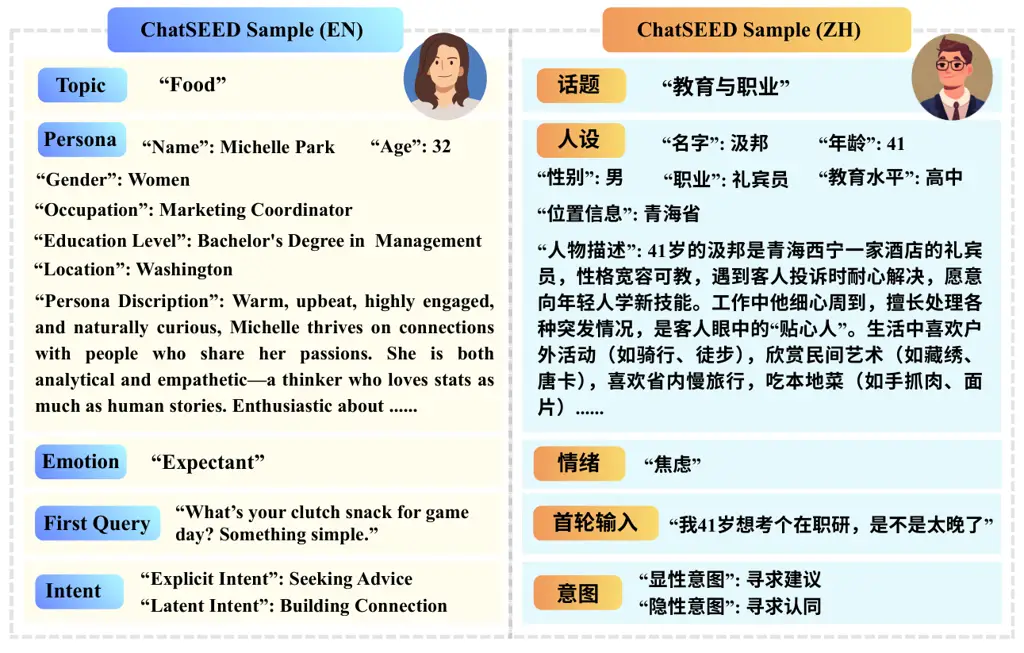 ChatSEED Sample (EN)
Topic
“Food”
Persona
“Name”: Michelle Park
“Age”: 32
“Gender”: Women
“Occupation”: Marketing Coordinator
“Education Level”: Bachelor's Degree in Management
“Location”: Washington
“Persona Discription”: Warm, upbeat, highly engaged,
and naturally curious, Michelle thrives on connections
with people who share her passions. She is both
analytical and empathetic—a thinker who loves stats as
much as human stories. Enthusiastic about ......
Emotion
“Expectant”
First Query
“What’s your clutch snack for game
day? Something simple.”
Intent
“Explicit Intent”: Seeking Advice
“Latent Intent”: Building Connection
ChatSEED Sample (ZH)
话题
“教育与职业”
人设
“名字”: 汲邦
“年龄”: 41
“性别”: 男
“职业”: 礼宾员
“教育水平”: 高中
“位置信息”: 青海省
“人物描述”: 41岁的汲邦是青海西宁一家酒店的礼宾
员，性格宽容可教，遇到客人投诉时耐心解决，愿意
向年轻人学新技能。工作中他细心周到，擅长处理各
种突发情况，是客人眼中的“贴心人”。生活中喜欢户
外活动（如骑行、徒步），欣赏民间艺术（如藏绣、
唐卡），喜欢省内慢旅行，吃本地菜（如手抓肉、面
片）......
情绪
“焦虑”
首轮输入
“我41岁想考个在职研，是不是太晚了”
意图
“显性意图”: 寻求建议
“隐性意图”: 寻求认同